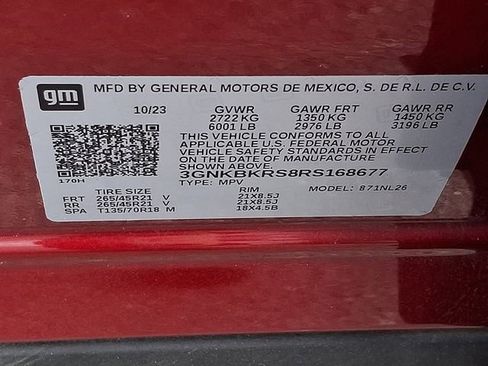 gm
MFD BY GENERAL MOTORS DE MEXICO, S. DE R.L. DE C.V.
10/23 GVWR GAWR FRT GAWR RR
2722 KG 1350 KG 1450 KG
6001 LB 2976 LB 3196 LB
THIS VEHICLE CONFORMS TO ALL
APPLICABLE U.S. FEDERAL MOTOR
VEHICLE SAFETY STANDARDS IN EFFECT ON
THE DATE OF MANUFACTURE
SHOWN ABOVE.
3GNKBKRS8RS168677
170H TYPE: MPV MODEL: 871NL26
TIRE SIZE RIM
FRT 265/45R21 V 21X8.5J
RR 265/45R21 V 21X8.5J
SPA T135/70R18 M 18X4.5B